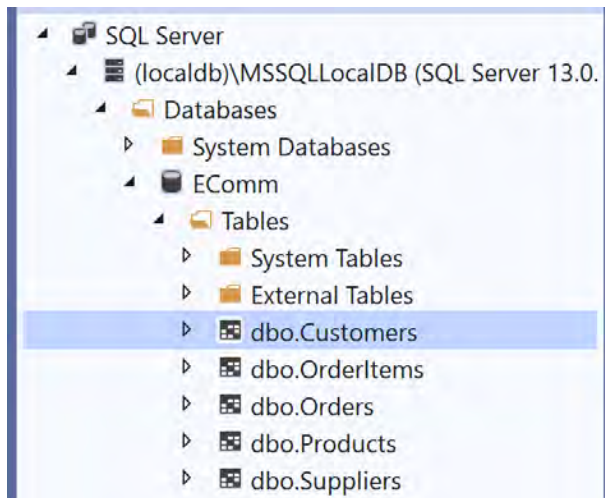 SQL Server
(localdb)\MSSQLLocalDB (SQL Server 13.0.
Databases
System Databases
EComm
Tables
System Tables
External Tables
dbo.Customers
dbo.OrderItems
dbo.Orders
dbo.Products
dbo.Suppliers